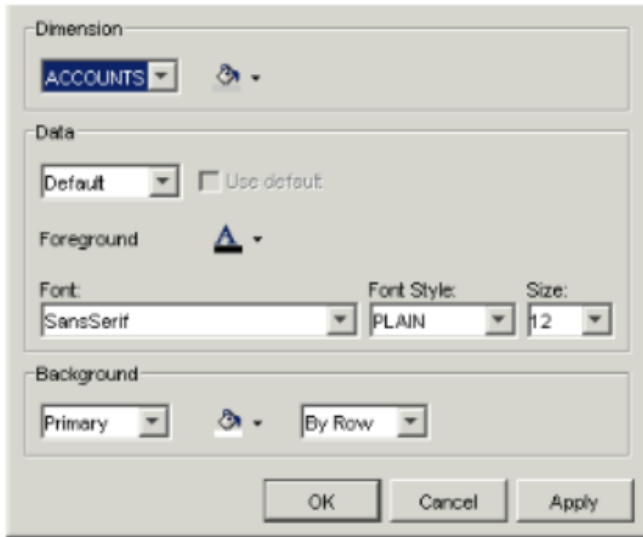 Dimension
ACCOUNTS
Data
Default Use default
Foreground A
Font: Font Style: Size:
SansSerif PLAIN 12
Background
Primary By Row
OK Cancel Apply